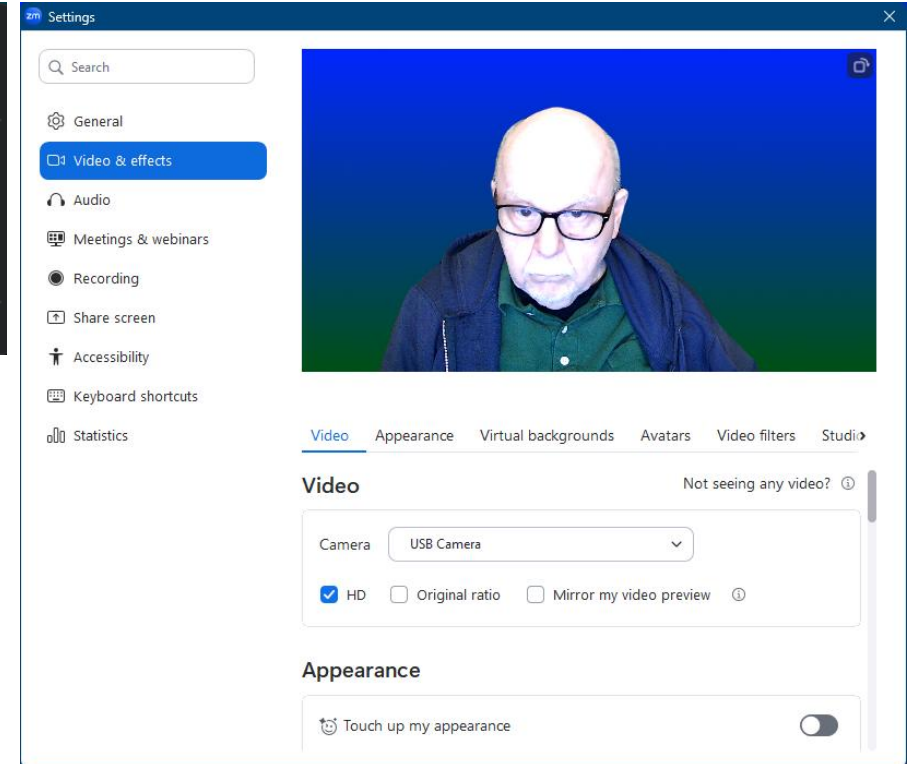 zm Settings
Search
General
Video & effects
Audio
Meetings & webinars
Recording
Share screen
Accessibility
Keyboard shortcuts
Statistics
Video Appearance Virtual backgrounds Avatars Video filters Studio
Video Not seeing any video?
Camera USB Camera
HD Original ratio Mirror my video preview
Appearance
Touch up my appearance